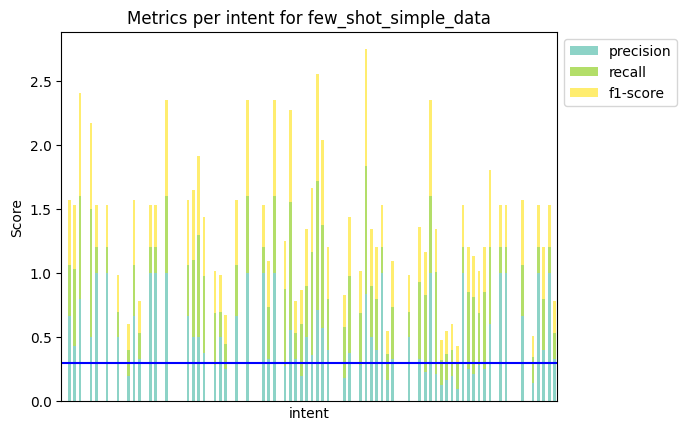 Metrics per intent for few_shot_simple_data
precision
recall
f1-score
2.5
2.0
1.5
1.0
0.5
0.0
Score
intent